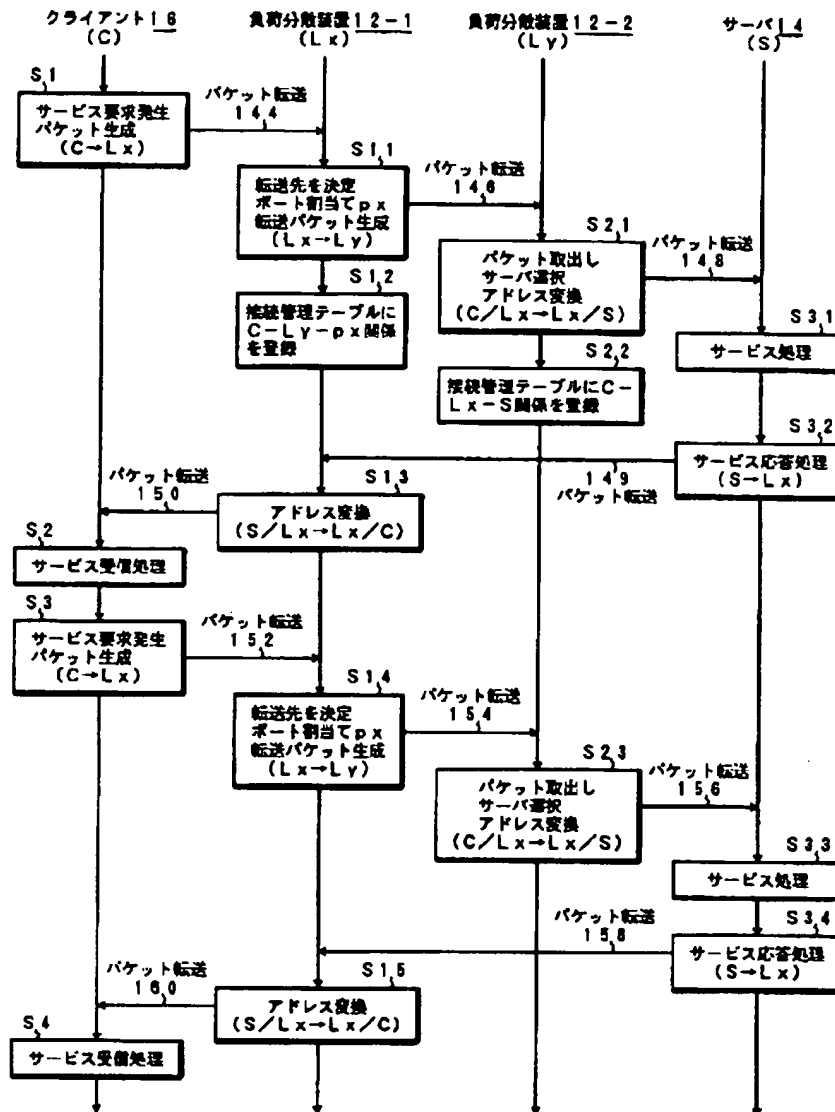 クライアント16
(C)
負荷分散装置12-1
(Lx)
負荷分散装置12-2
(Ly)
サーバ14
(S)
S1
サービス要求発生
パケット生成
(C→Lx)
パケット転送
144
S11
転送先を決定
ポート割当てpx
転送パケット生成
(Lx→Ly)
パケット転送
146
S21
パケット取出し
サーバ選択
アドレス変換
(C/Lx→Lx/S)
パケット転送
148
S12
接続管理テーブルに
C-Ly-px関係
を登録
S31
サービス処理
S22
接続管理テーブルにC-
Lx-S関係を登録
S32
サービス応答処理
(S→Lx)
149
パケット転送
S13
アドレス変換
(S/Lx→Lx/C)
パケット転送
150
S2
サービス受信処理
S3
サービス要求発生
パケット生成
(C→Lx)
パケット転送
152
S14
転送先を決定
ポート割当てpx
転送パケット生成
(Lx→Ly)
パケット転送
154
S23
パケット取出し
サーバ選択
アドレス変換
(C/Lx→Lx/S)
パケット転送
156
S33
サービス処理
S34
サービス応答処理
(S→Lx)
パケット転送
158
S15
アドレス変換
(S/Lx→Lx/C)
パケット転送
160
S4
サービス受信処理